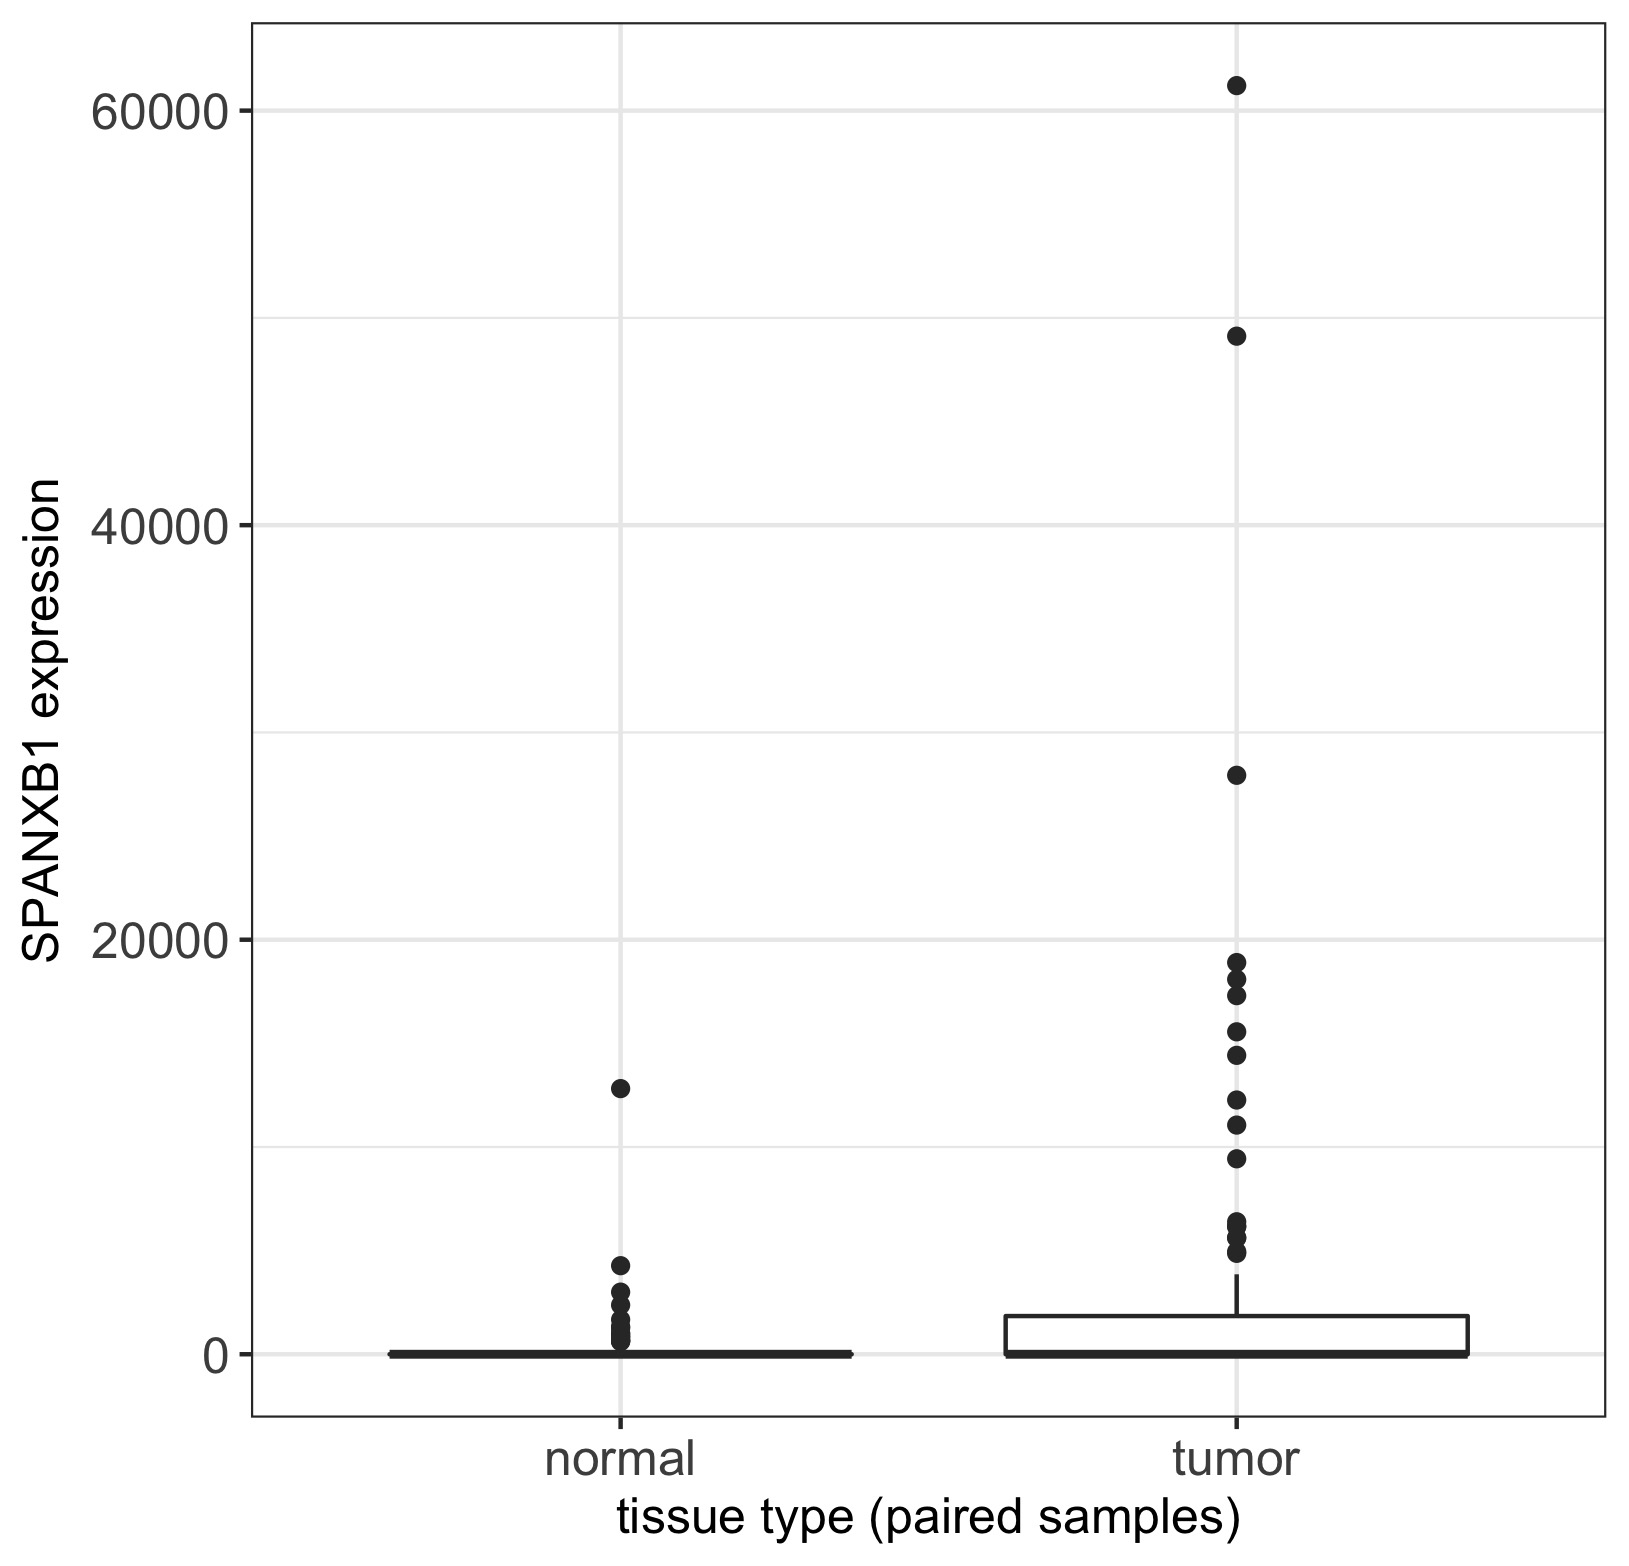 60000
40000
20000
0
SPANXB1 expression
normal
tumor
tissue type (paired samples)